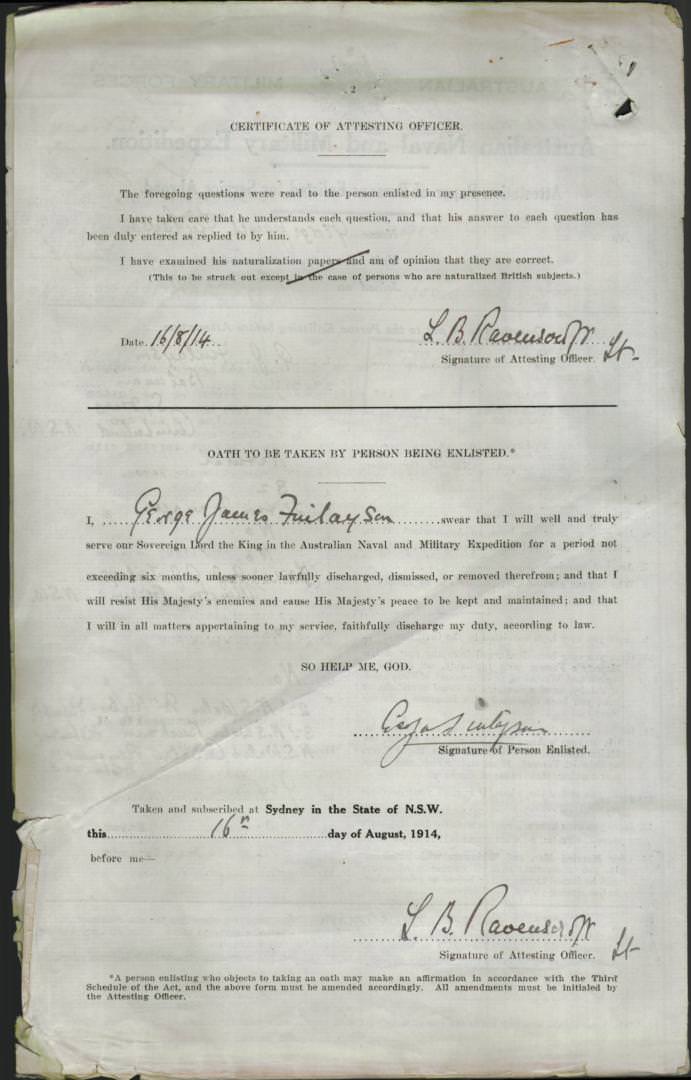 2
CERTIFICATE OF ATTESTING OFFICER.
The foregoing questions were read to the person enlisted in my presence.
I have taken care that he understands each question, and that his answer to each question has
been duly entered as replied to by him.
I have examined his naturalization papers and am of opinion that they are correct.
(This to be struck out except in the case of persons who are naturalized British subjects.)
Date 16/8/14 L. B. Ravenscroft Lt
Signature of Attesting Officer.
OATH TO BE TAKEN BY PERSON BEING ENLISTED.*
I, George James Finlayson swear that I will well and truly
serve our Sovereign Lord the King in the Australian Naval and Military Expedition for a period not
exceeding six months, unless sooner lawfully discharged, dismissed, or removed therefrom; and that I
will resist His Majesty's enemies and cause His Majesty's peace to be kept and maintained; and that
I will in all matters appertaining to my service, faithfully discharge my duty, according to law.
SO HELP ME, GOD.
Signature of Person Enlisted.
Taken and subscribed at Sydney in the State of N.S.W.
this 16th day of August, 1914,
before me—
L. B. Ravenscroft Lt
Signature of Attesting Officer.
*A person enlisting who objects to taking an oath may make an affirmation in accordance with the Third
Schedule of the Act, and the above form must be amended accordingly. All amendments must be initialed by
the Attesting Officer.